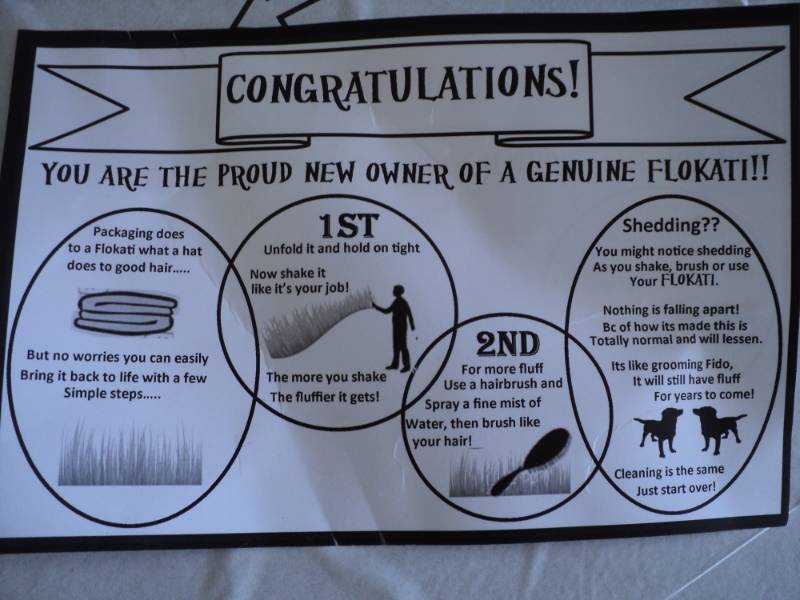 CONGRATULATIONS!
YOU ARE THE PROUD NEW OWNER OF A GENUINE FLOKATI!!
Packaging does
to a Flokati what a hat
does to good hair.....
But no worries you can easily
Bring it back to life with a few
Simple steps.....
1ST
Unfold it and hold on tight
Now shake it
like it's your job!
The more you shake
The fluffier it gets!
2ND
For more fluff
Use a hairbrush and
Spray a fine mist of
Water, then brush like
your hair!
Shedding??
You might notice shedding
As you shake, brush or use
Your FLOKATI.
Nothing is falling apart!
Bc of how its made this is
Totally normal and will lessen.
Its like grooming Fido,
It will still have fluff
For years to come!
Cleaning is the same
Just start over!